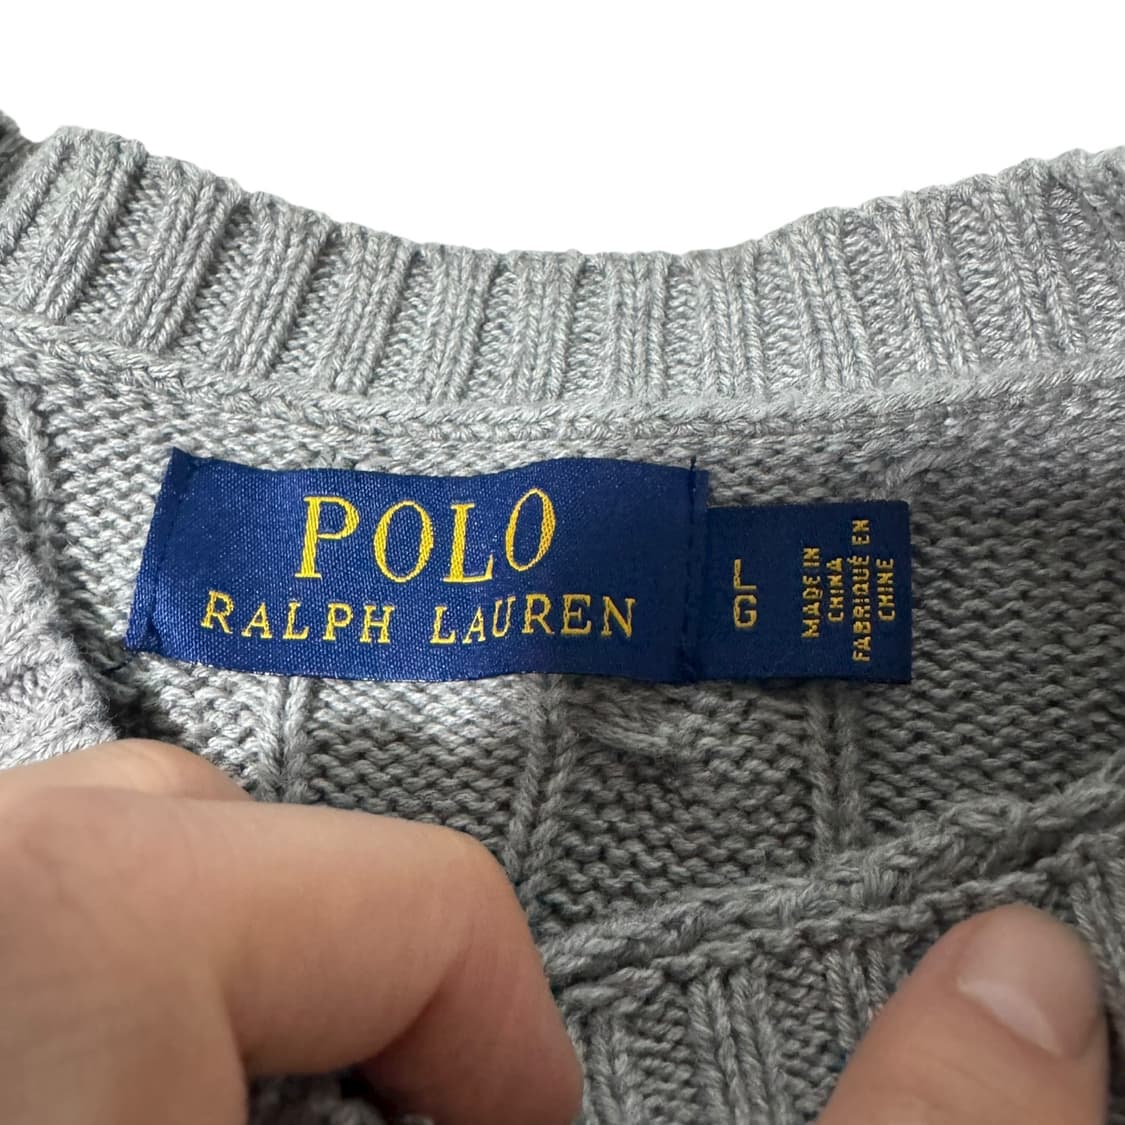 POLO
RALPH LAUREN
L
G
MADE IN
CHINA
FABRIQUÉ EN
CHINE